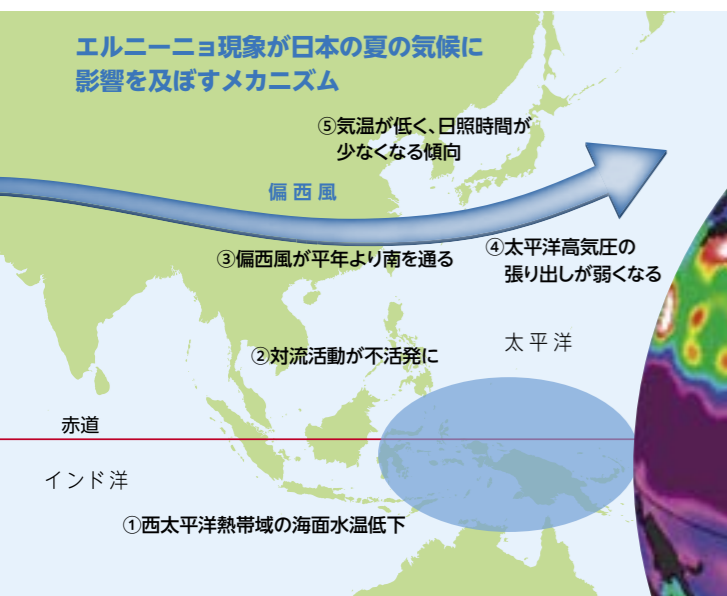 エルニーニョ現象が日本の夏の気候に
影響を及ぼすメカニズム
⑤気温が低く、日照時間が
少なくなる傾向
偏西風
③偏西風が平年より南を通る
④太平洋高気圧の
張り出しが弱くなる
②対流活動が不活発に
太平洋
赤道
インド洋
①西太平洋熱帯域の海面水温低下